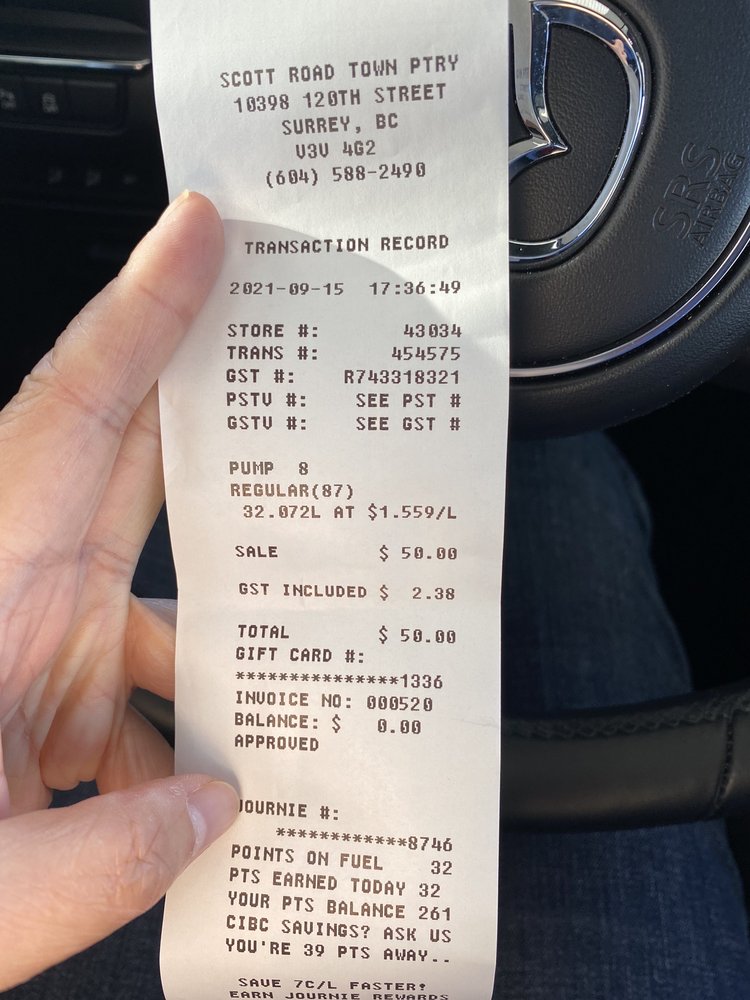 SCOTT ROAD TOWN PTRY
10398 120TH STREET
SURREY, BC
V3V 4G2
(604) 588-2490
TRANSACTION RECORD
2021-09-15 17:36:49
STORE #: 43034
TRANS #: 454575
GST #: R743318321
PSTV #: SEE PST #
GSTV #: SEE GST #
PUMP 8
REGULAR(87)
32.072L AT $1.559/L
SALE $ 50.00
GST INCLUDED $ 2.38
TOTAL $ 50.00
GIFT CARD #:
***************1336
INVOICE NO: 000520
BALANCE: $ 0.00
APPROVED
JOURNIE #:
************8746
POINTS ON FUEL 32
PTS EARNED TODAY 32
YOUR PTS BALANCE 261
CIBC SAVINGS? ASK US
YOU'RE 39 PTS AWAY..
SAVE 7C/L FASTER!
EARN JOURNIE REWARDS
SRS
AIRBAG